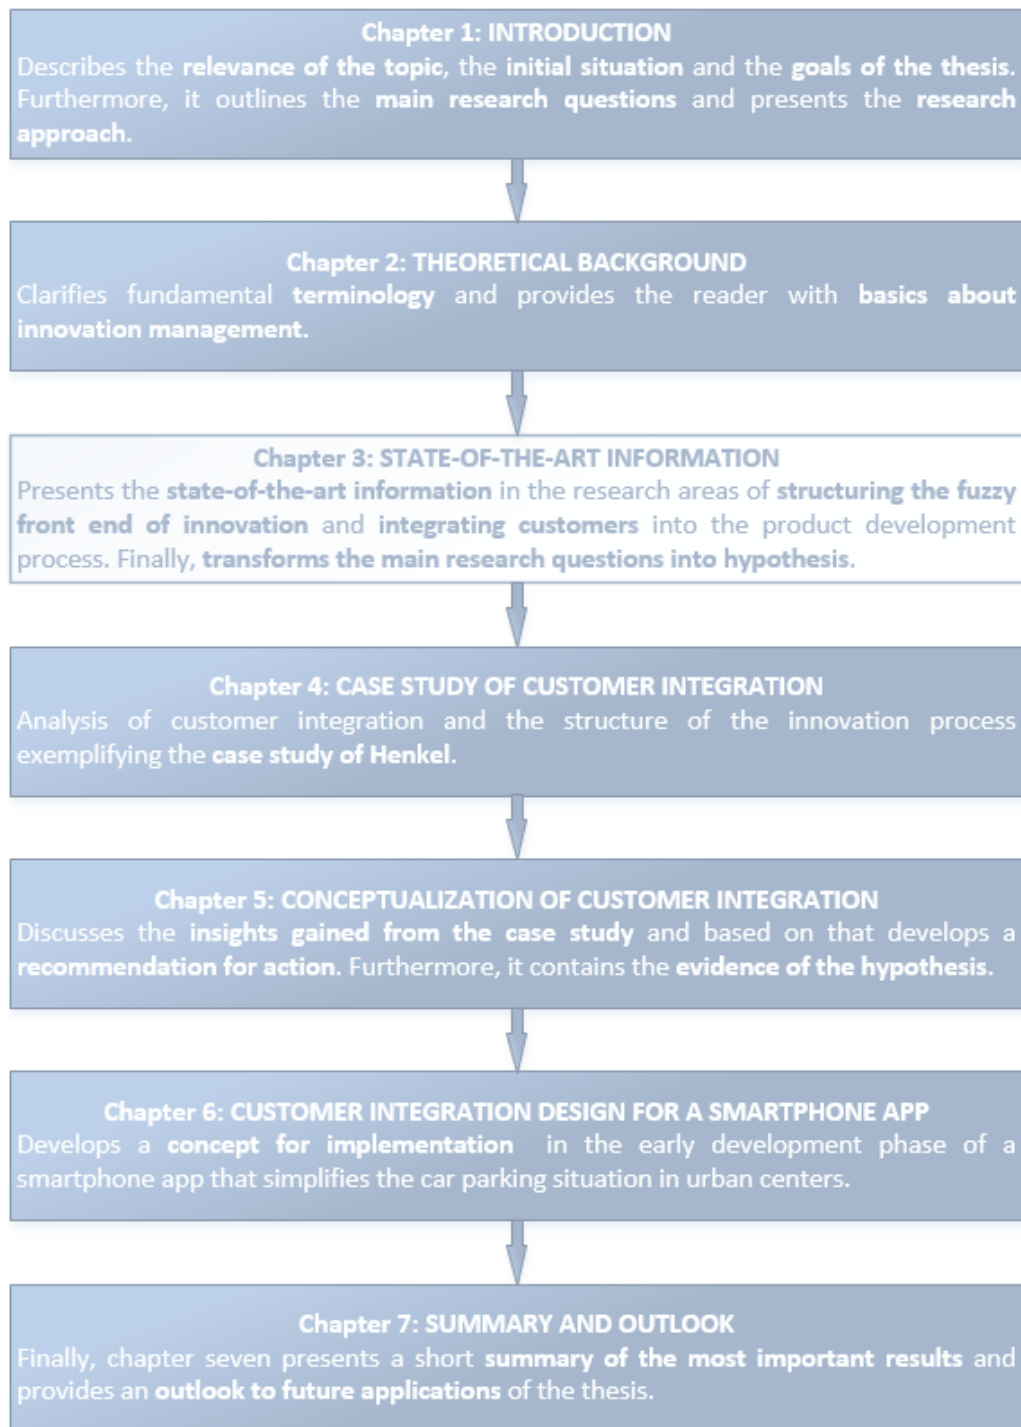 Chapter 1: INTRODUCTION
Describes the relevance of the topic, the initial situation and the goals of the thesis.
Furthermore, it outlines the main research questions and presents the research
approach.
Chapter 2: THEORETICAL BACKGROUND
Clarifies fundamental terminology and provides the reader with basics about
innovation management.
Chapter 3: STATE-OF-THE-ART INFORMATION
Presents the state-of-the-art information in the research areas of structuring the fuzzy
front end of innovation and integrating customers into the product development
process. Finally, transforms the main research questions into hypothesis.
Chapter 4: CASE STUDY OF CUSTOMER INTEGRATION
Analysis of customer integration and the structure of the innovation process
exemplifying the case study of Henkel.
Chapter 5: CONCEPTUALIZATION OF CUSTOMER INTEGRATION
Discusses the insights gained from the case study and based on that develops a
recommendation for action. Furthermore, it contains the evidence of the hypothesis.
Chapter 6: CUSTOMER INTEGRATION DESIGN FOR A SMARTPHONE APP
Develops a concept for implementation in the early development phase of a
smartphone app that simplifies the car parking situation in urban centers.
Chapter 7: SUMMARY AND OUTLOOK
Finally, chapter seven presents a short summary of the most important results and
provides an outlook to future applications of the thesis.